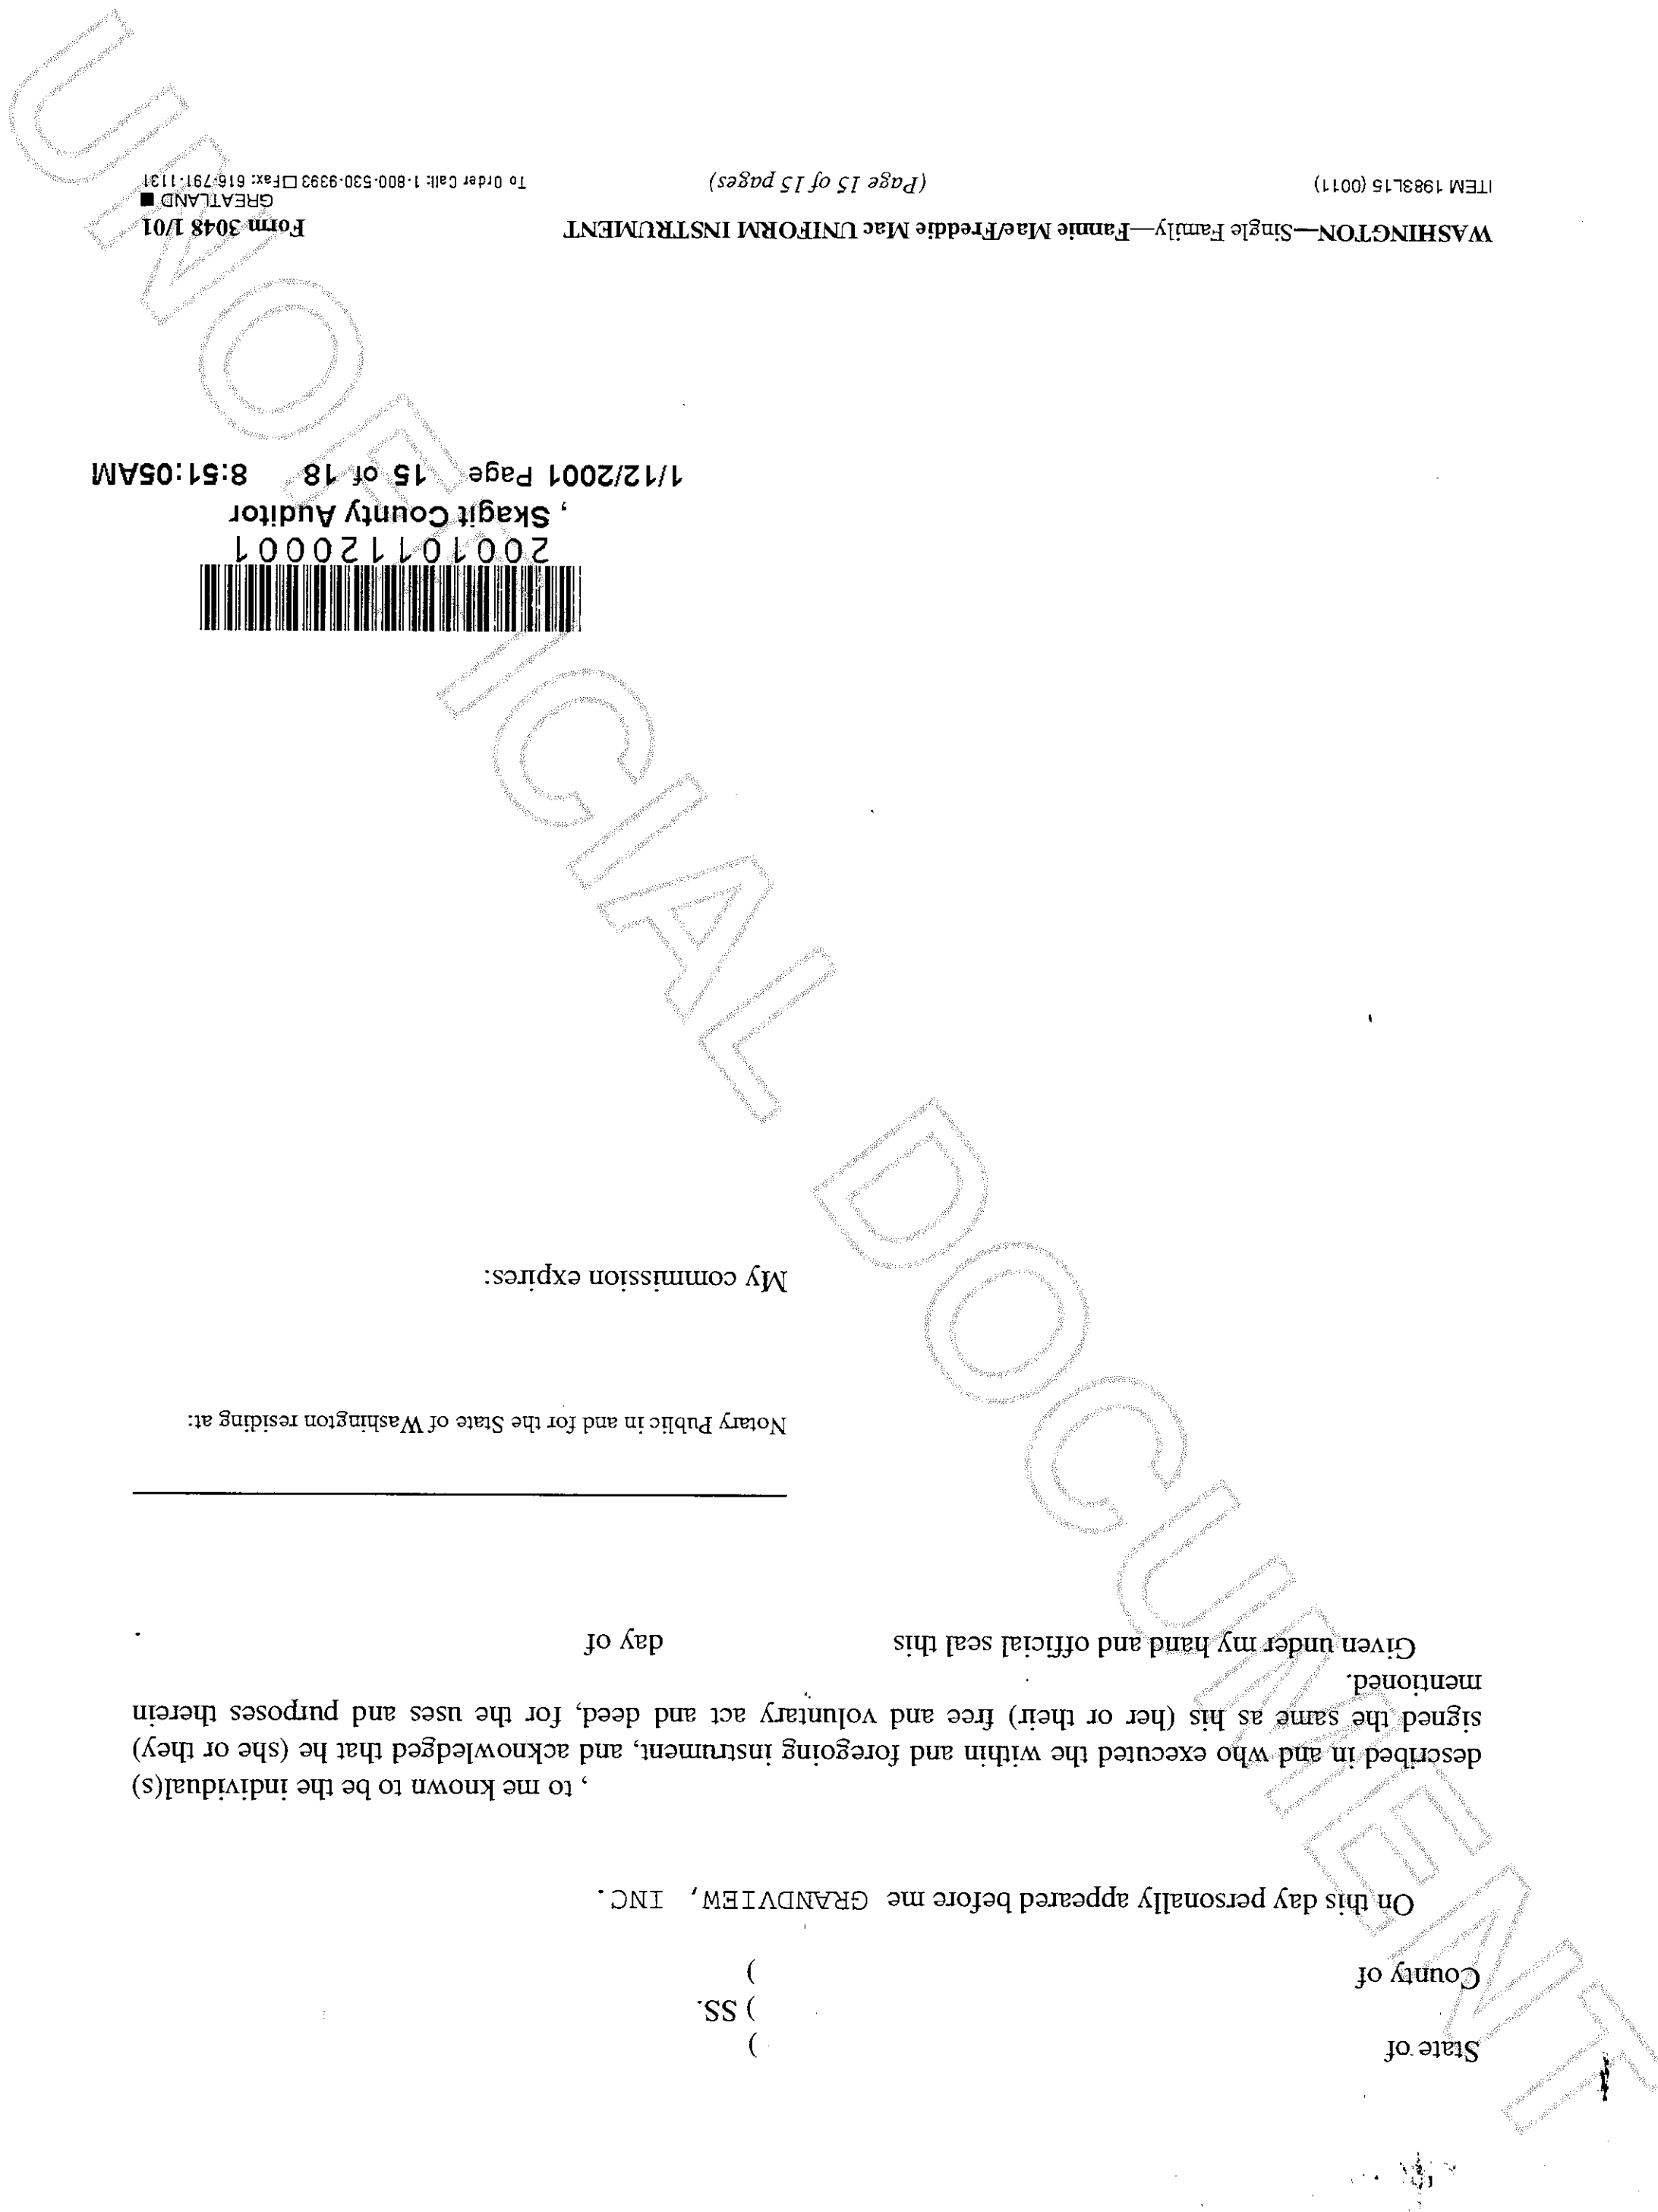 State of )
) SS.
County of )
On this day personally appeared before me GRANDVIEW, INC.
, to me known to be the individual(s)
described in and who executed the within and foregoing instrument, and acknowledged that he (she or they)
signed the same as his (her or their) free and voluntary act and deed, for the uses and purposes therein
mentioned.
Given under my hand and official seal this day of .
Notary Public in and for the State of Washington residing at:
My commission expires:
200101120001
, Skagit County Auditor
1/12/2001 Page 15 of 18 8:51:05AM
WASHINGTON—Single Family—Fannie Mae/Freddie Mac UNIFORM INSTRUMENT Form 3048 1/01
GREATLAND ■
ITEM 1983L15 (0011) (Page 15 of 15 pages) To Order Call: 1-800-530-9393 □ Fax: 616-791-1131
UNOFFICIAL DOCUMENT